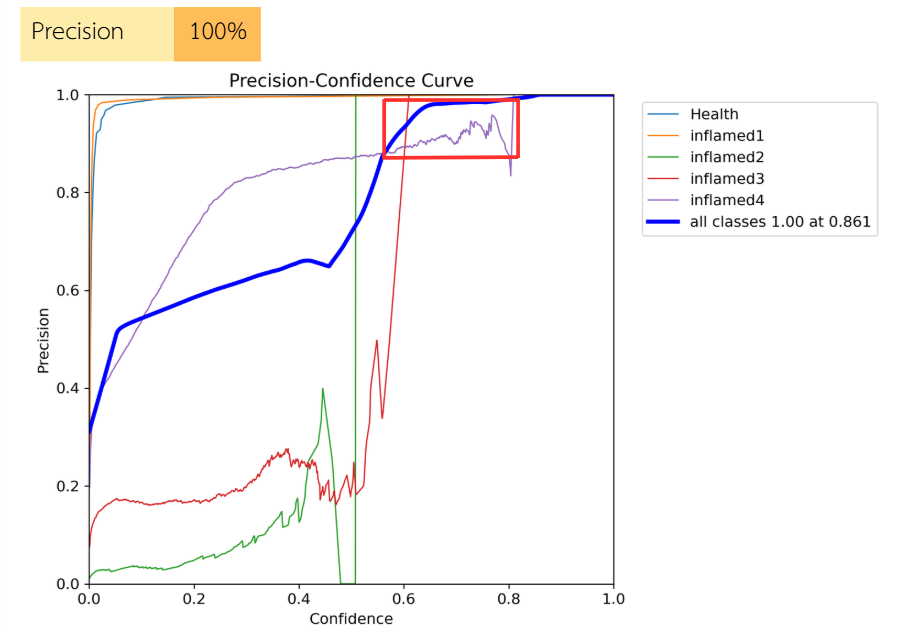 Precision 100%
Precision-Confidence Curve
1.0
0.8
0.6
0.4
0.2
0.0
Precision
0.0 0.2 0.4 0.6 0.8 1.0
Confidence
Health
inflamed1
inflamed2
inflamed3
inflamed4
all classes 1.00 at 0.861